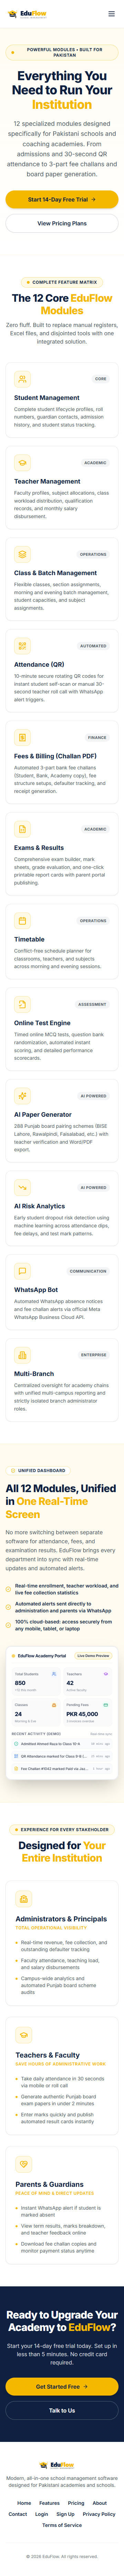 EduFlow
POWERFUL MODULES • BUILT FOR
PAKISTAN
Everything You
Need to Run Your
Institution
12 specialized modules designed
specifically for Pakistani schools and
coaching academies. From
admissions and 30-second QR
attendance to 3-part fee challans and
board paper generation.
Start 14-Day Free Trial →
View Pricing Plans
COMPLETE FEATURE MATRIX
The 12 Core EduFlow
Modules
Zero fluff. Built to replace manual registers,
Excel files, and disjointed tools with one
integrated solution.
CORE
Student Management
Complete student lifecycle profiles, roll
numbers, guardian contacts, admission
history, and student status tracking.
ACADEMIC
Teacher Management
Faculty profiles, subject allocations, class
workload distribution, qualification
records, and monthly salary
disbursement.
OPERATIONS
Class & Batch Management
Flexible classes, section assignments,
morning and evening batch management,
student capacities, and subject
assignments.
AUTOMATED
Attendance (QR)
10-minute secure rotating QR codes for
instant student self-scan or manual 30-
second teacher roll call with WhatsApp
alert triggers.
FINANCE
Fees & Billing (Challan PDF)
Automated 3-part bank fee challans
(Student, Bank, Academy copy), fee
structure setups, defaulter tracking, and
receipt generation.
ACADEMIC
Exams & Results
Comprehensive exam builder, mark
sheets, grade evaluation, and one-click
printable report cards with parent portal
publishing.
OPERATIONS
Timetable
Conflict-free schedule planner for
classrooms, teachers, and subjects
across morning and evening sessions.
ASSESSMENT
Online Test Engine
Timed online MCQ tests, question bank
randomization, automated instant
scoring, and detailed performance
scorecards.
AI POWERED
AI Paper Generator
288 Punjab board pairing schemes (BISE
Lahore, Rawalpindi, Faisalabad, etc.) with
teacher verification and Word/PDF
export.
AI POWERED
AI Risk Analytics
Early student dropout risk detection using
machine learning across attendance dips,
fee delays, and test mark patterns.
COMMUNICATION
WhatsApp Bot
Automated WhatsApp absence notices
and fee challan alerts via official Meta
WhatsApp Business Cloud API.
ENTERPRISE
Multi-Branch
Centralized oversight for academy chains
with unified multi-campus reporting and
strictly isolated branch administrator
roles.
UNIFIED DASHBOARD
All 12 Modules, Unified
in One Real-Time
Screen
No more switching between separate
software for attendance, fees, and
examination results. EduFlow brings every
department into sync with real-time
updates and automated alerts.
Real-time enrollment, teacher workload, and
live fee collection statistics
Automated alerts sent directly to
administration and parents via WhatsApp
100% cloud-based: access securely from
any mobile, tablet, or laptop
EduFlow Academy Portal
Live Demo Preview
Total Students
850
Teachers
42
Classes
24
Pending Fees
PKR 45,000
RECENT ACTIVITY (DEMO)
Admitted Ahmad Raza to Class 10-A
EXPERIENCE FOR EVERY STAKEHOLDER
Designed for Your
Entire Institution
Administrators & Principals
TOTAL OPERATIONAL VISIBILITY
Real-time revenue, fee collection, and
outstanding defaulter tracking
Faculty attendance, teaching load,
and salary disbursements
Campus-wide analytics and
automated Punjab board scheme
audits
Teachers & Faculty
SAVE HOURS OF ADMINISTRATIVE WORK
Take daily attendance in 30 seconds
via mobile or roll call
Generate authentic Punjab board
exam papers in under 2 minutes
Enter marks quickly and publish
automated result cards instantly
Parents & Guardians
PEACE OF MIND & DIRECT UPDATES
Instant WhatsApp alert if student is
marked absent
View term results, marks breakdown,
and teacher feedback online
Download fee challan copies and
monitor payment status anytime
Ready to Upgrade Your
Academy to EduFlow?
Start your 14-day free trial today. Set up in
less than 5 minutes. No credit card
required.
Get Started Free →
Talk to Us
EduFlow
Modern, all-in-one school management software
designed for Pakistani academies and schools.
Home Features Pricing About
Contact Login Sign Up Privacy Policy
Terms of Service
© 2026 EduFlow. All rights reserved.